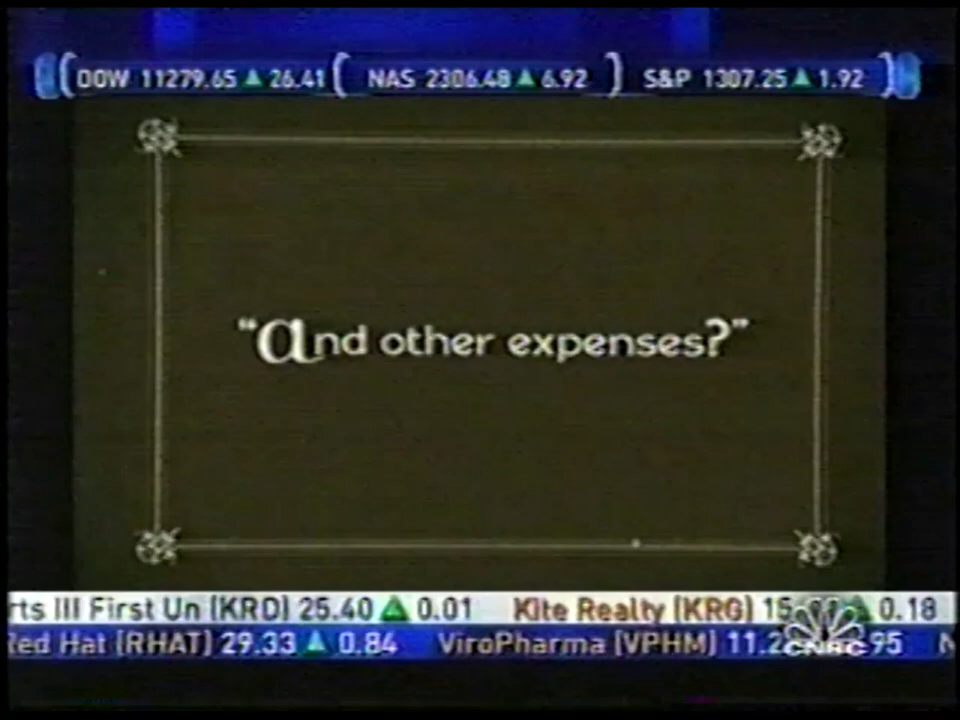 DOW 11279.65 ▲ 26.41 NAS 2306.48 ▲ 6.92 S&P 1307.25 ▲ 1.92
"And other expenses?"
rts III First Un (KRD) 25.40 ▲ 0.01 Kite Realty (KRG) ▲ 0.18
Red Hat (RHAT) 29.33 ▲ 0.84 ViroPharma (VPHM)
CNBC